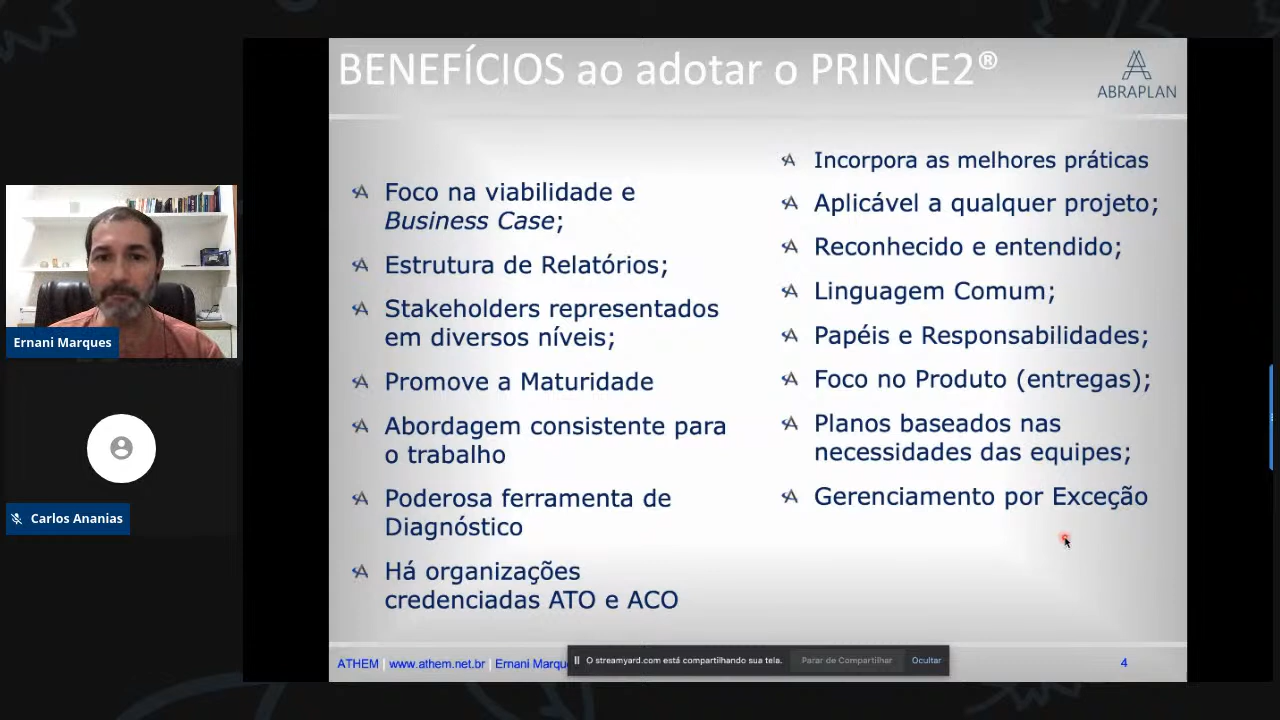 BENEFÍCIOS ao adotar o PRINCE2®
ABRAPLAN
Foco na viabilidade e
Business Case;
Estrutura de Relatórios;
Stakeholders representados
em diversos níveis;
Promove a Maturidade
Abordagem consistente para
o trabalho
Poderosa ferramenta de
Diagnóstico
Há organizações
credenciadas ATO e ACO
Incorpora as melhores práticas
Aplicável a qualquer projeto;
Reconhecido e entendido;
Linguagem Comum;
Papéis e Responsabilidades;
Foco no Produto (entregas);
Planos baseados nas
necessidades das equipes;
Gerenciamento por Exceção
Ernani Marques
Carlos Ananias
ATHEM | www.athem.net.br | Ernani Marqu
O streamyard.com está compartilhando sua tela.
Parar de Compartilhar
Ocultar
4